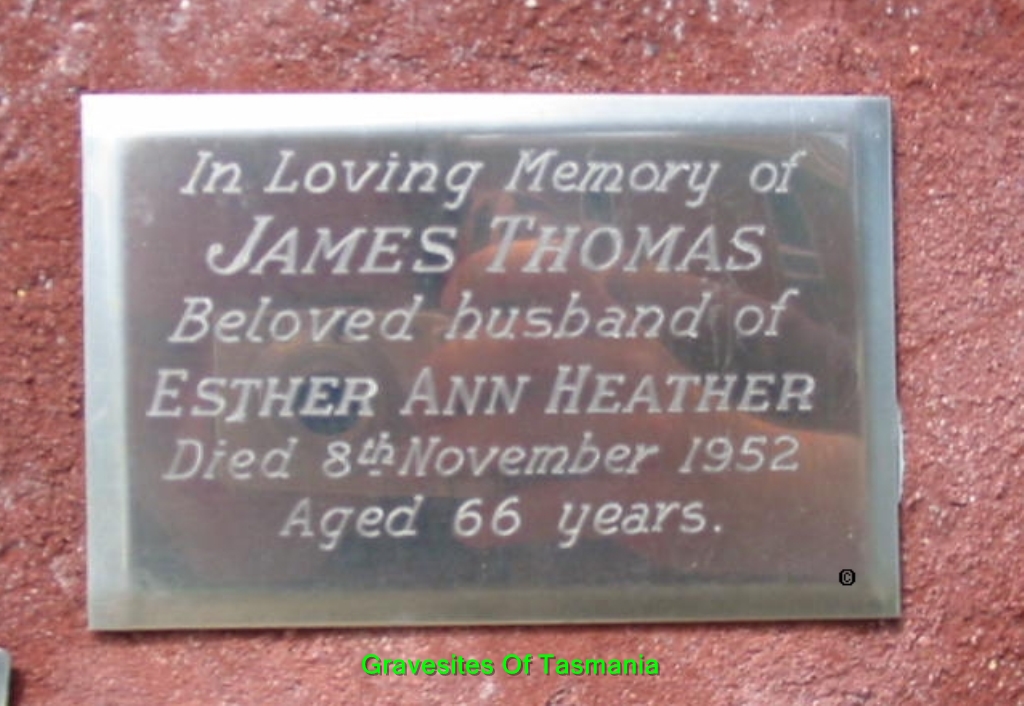 In Loving Memory of
JAMES THOMAS
Beloved husband of
ESTHER ANN HEATHER
Died 8th November 1952
Aged 66 years.
©
Gravesites Of Tasmania